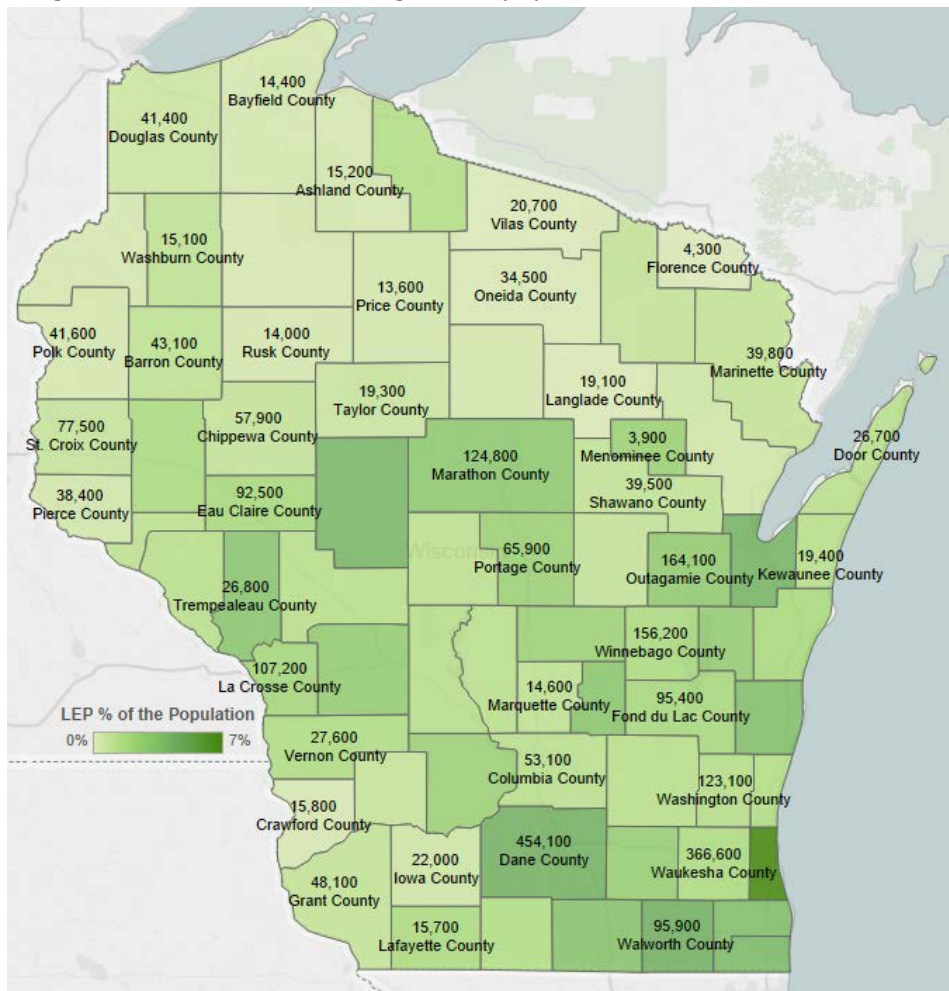 14,400
Bayfield County
41,400
Douglas County
15,200
Ashland County
20,700
Vilas County
4,300
Florence County
15,100
Washburn County
13,600
Price County
34,500
Oneida County
41,600
Polk County
43,100
Barron County
14,000
Rusk County
39,800
Marinette County
19,300
Taylor County
19,100
Langlade County
77,500
St. Croix County
57,900
Chippewa County
124,800
Marathon County
3,900
Menominee County
26,700
Door County
38,400
Pierce County
92,500
Eau Claire County
39,500
Shawano County
Wisconsin
65,900
Portage County
164,100
Outagamie County
19,400
Kewaunee County
26,800
Trempealeau County
156,200
Winnebago County
107,200
La Crosse County
14,600
Marquette County
95,400
Fond du Lac County
LEP % of the Population
0% 7%
27,600
Vernon County
53,100
Columbia County
123,100
Washington County
15,800
Crawford County
454,100
Dane County
366,600
Waukesha County
22,000
Iowa County
48,100
Grant County
15,700
Lafayette County
95,900
Walworth County